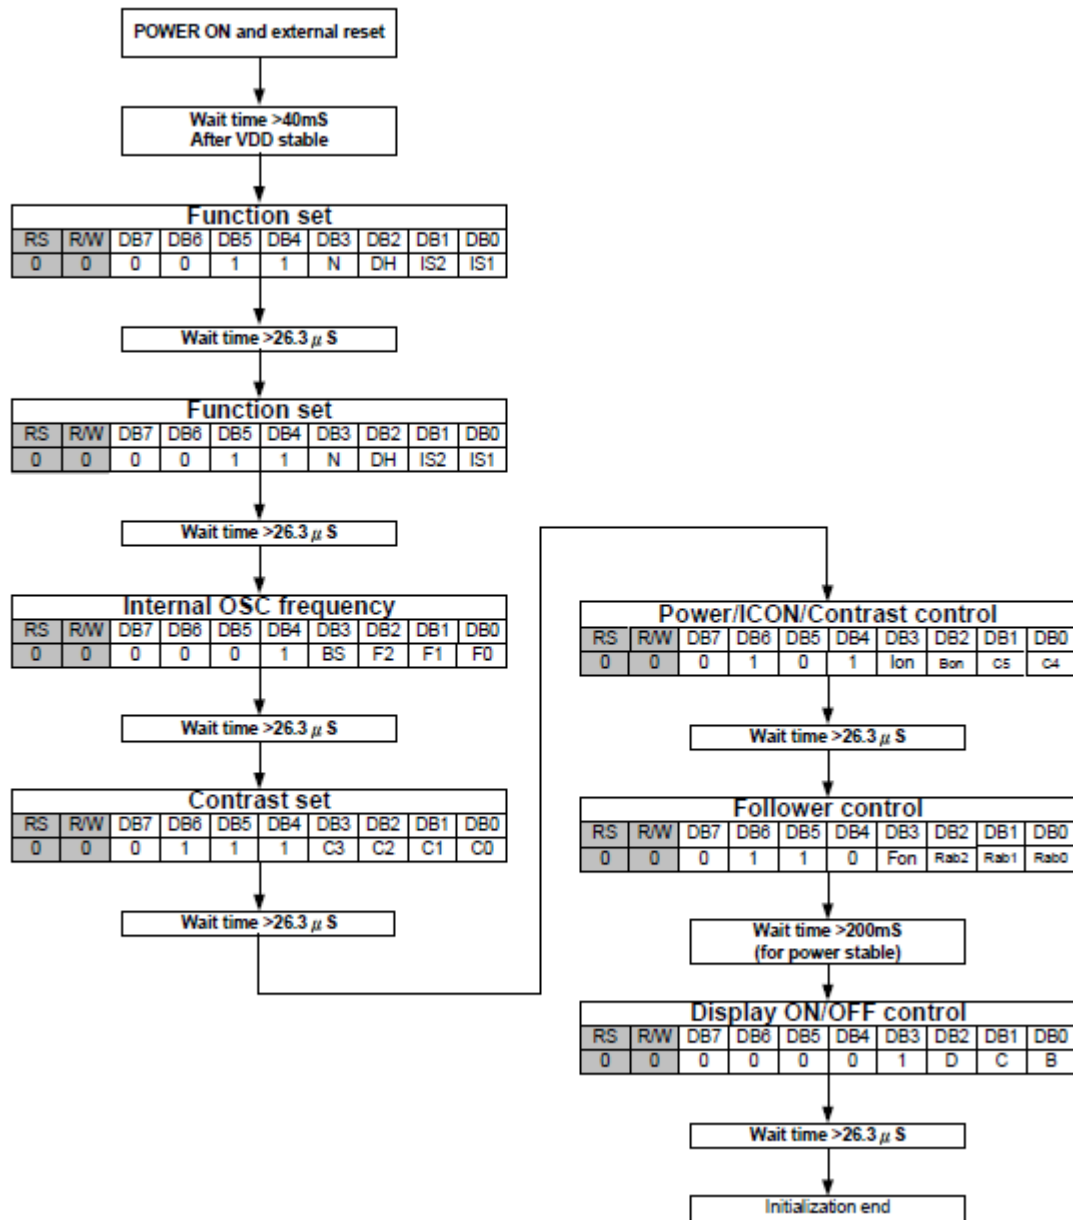 POWER ON and external reset
Wait time >40mS
After VDD stable
Function set
RS R/W DB7 DB6 DB5 DB4 DB3 DB2 DB1 DB0
0 0 0 0 1 1 N DH IS2 IS1
Wait time >26.3 μ S
Function set
RS R/W DB7 DB6 DB5 DB4 DB3 DB2 DB1 DB0
0 0 0 0 1 1 N DH IS2 IS1
Wait time >26.3 μ S
Internal OSC frequency
RS R/W DB7 DB6 DB5 DB4 DB3 DB2 DB1 DB0
0 0 0 0 0 1 BS F2 F1 F0
Wait time >26.3 μ S
Contrast set
RS R/W DB7 DB6 DB5 DB4 DB3 DB2 DB1 DB0
0 0 0 1 1 1 C3 C2 C1 C0
Wait time >26.3 μ S
Power/ICON/Contrast control
RS R/W DB7 DB6 DB5 DB4 DB3 DB2 DB1 DB0
0 0 0 1 0 1 Ion Bon C5 C4
Wait time >26.3 μ S
Follower control
RS R/W DB7 DB6 DB5 DB4 DB3 DB2 DB1 DB0
0 0 0 1 1 0 Fon Rab2 Rab1 Rab0
Wait time >200mS
(for power stable)
Display ON/OFF control
RS R/W DB7 DB6 DB5 DB4 DB3 DB2 DB1 DB0
0 0 0 0 0 0 1 D C B
Wait time >26.3 μ S
Initialization end